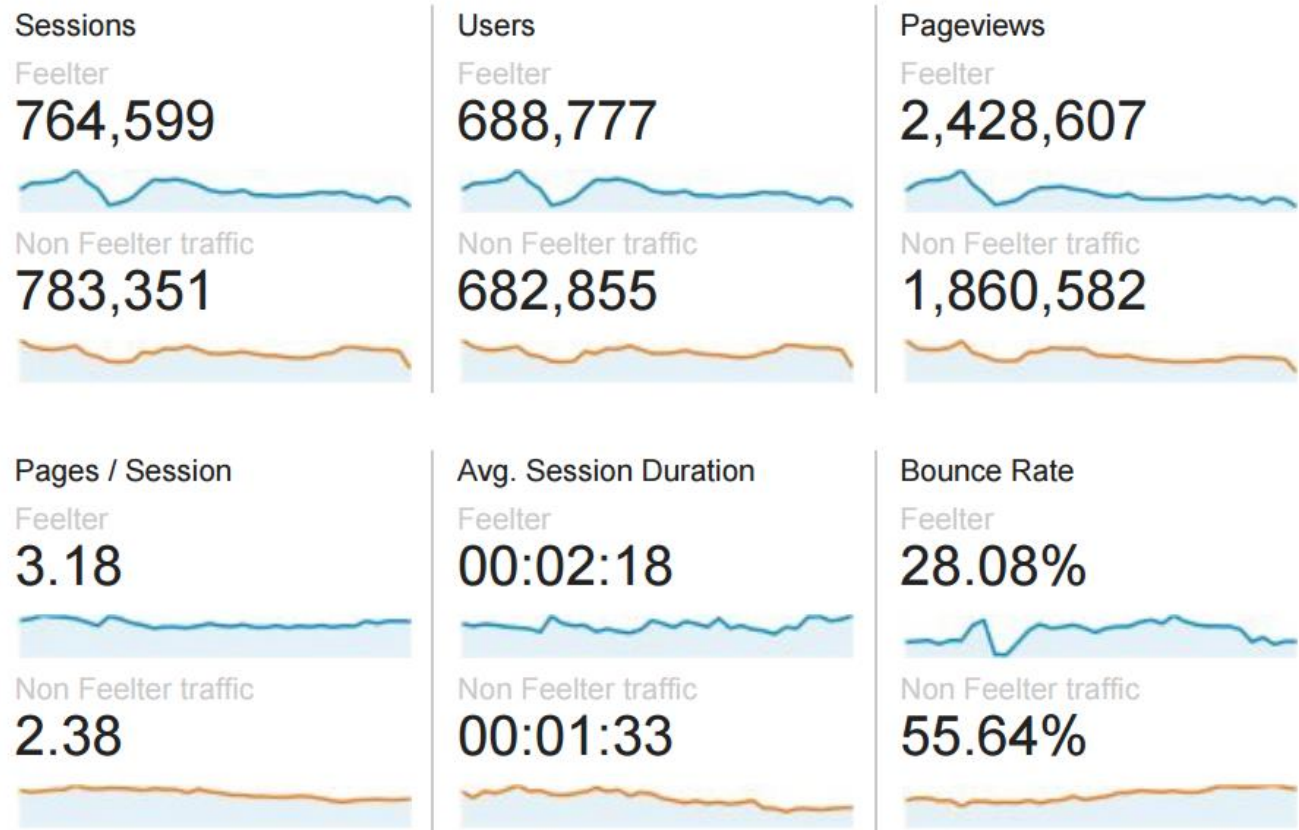 Sessions
Feelter
764,599
Non Feelter traffic
783,351
Users
Feelter
688,777
Non Feelter traffic
682,855
Pageviews
Feelter
2,428,607
Non Feelter traffic
1,860,582
Pages / Session
Feelter
3.18
Non Feelter traffic
2.38
Avg. Session Duration
Feelter
00:02:18
Non Feelter traffic
00:01:33
Bounce Rate
Feelter
28.08%
Non Feelter traffic
55.64%